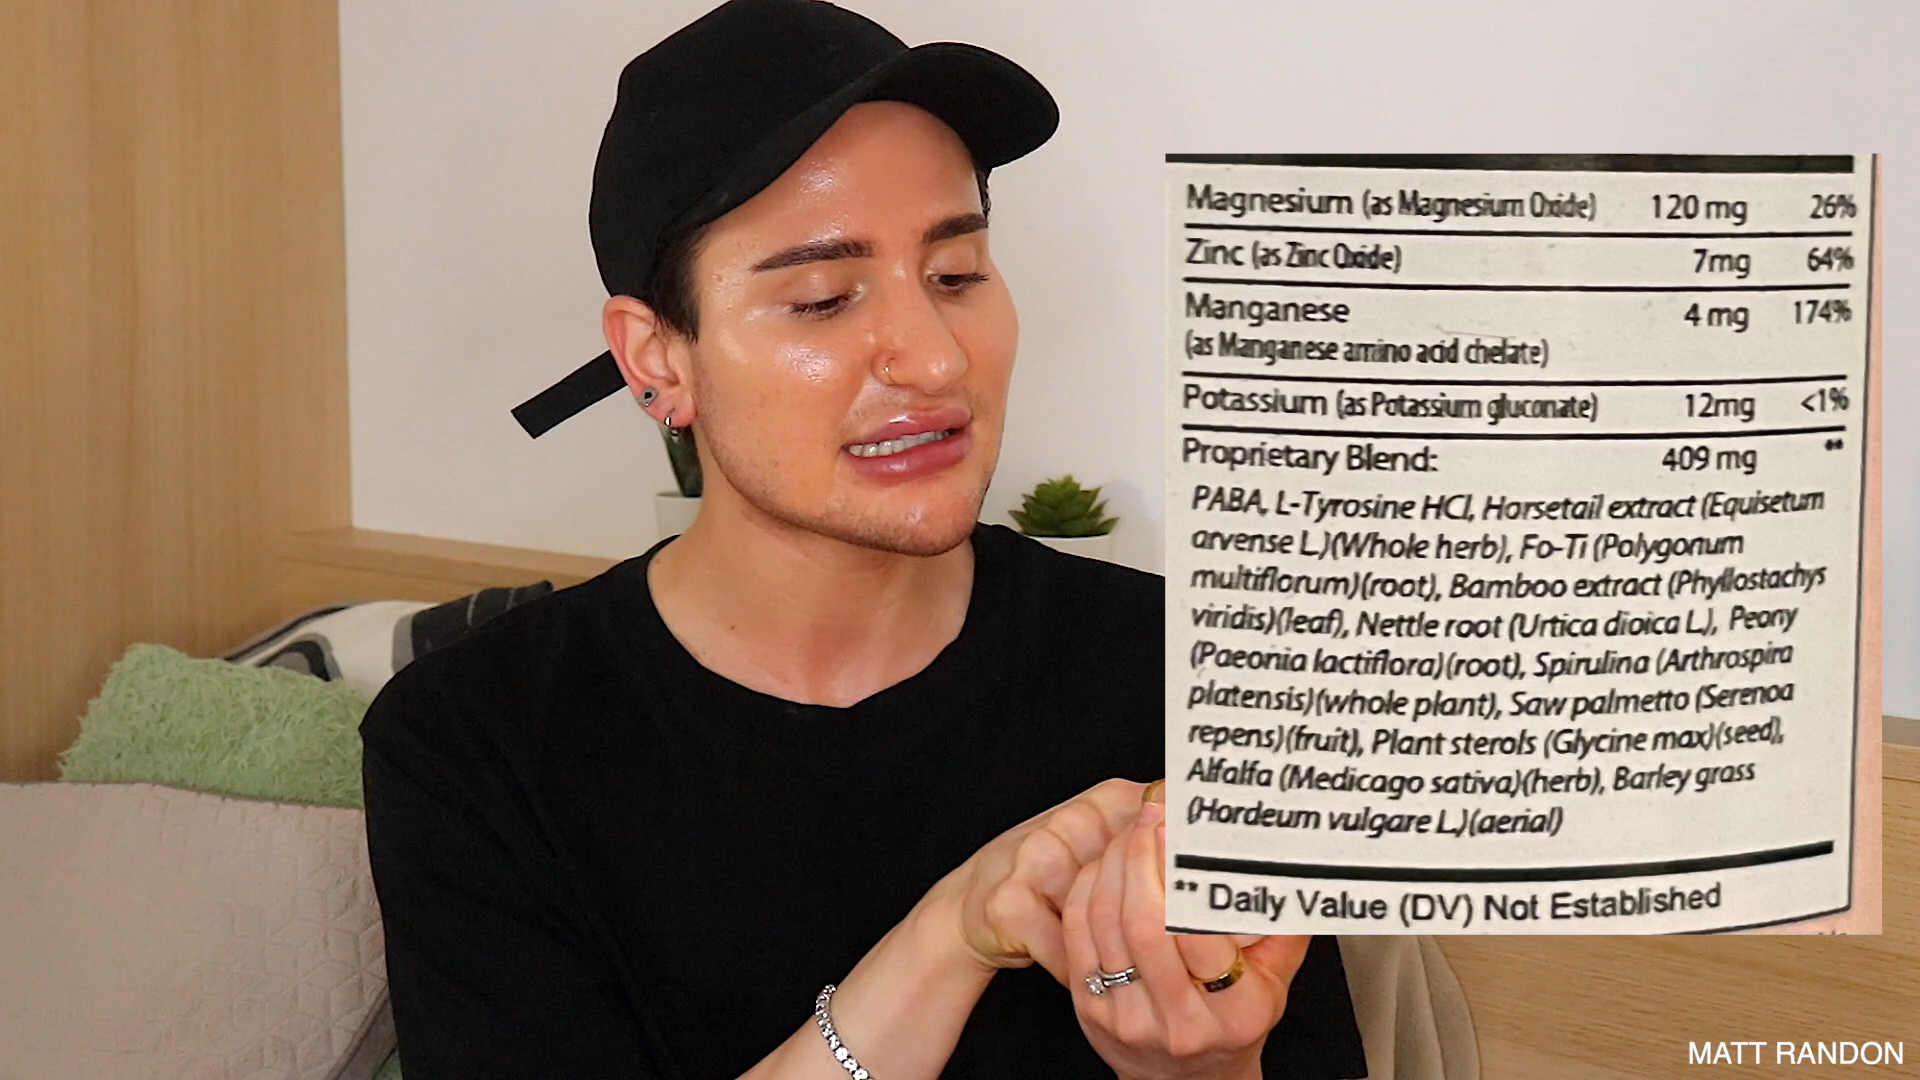 Magnesium (as Magnesium Oxide) 120 mg 26%
Zinc (as Zinc Oxide) 7mg 64%
Manganese 4 mg 174%
(as Manganese amino acid chelate)
Potassium (as Potassium gluconate) 12mg <1%
Proprietary Blend: 409 mg **
PABA, L-Tyrosine HCl, Horsetail extract (Equisetum
arvense L.)(Whole herb), Fo-Ti (Polygonum
multiflorum)(root), Bamboo extract (Phyllostachys
viridis)(leaf), Nettle root (Urtica dioica L.), Peony
(Paeonia lactiflora)(root), Spirulina (Arthrospira
platensis)(whole plant), Saw palmetto (Serenoa
repens)(fruit), Plant sterols (Glycine max)(seed),
Alfalfa (Medicago sativa)(herb), Barley grass
(Hordeum vulgare L.)(aerial)
** Daily Value (DV) Not Established
MATT RANDON